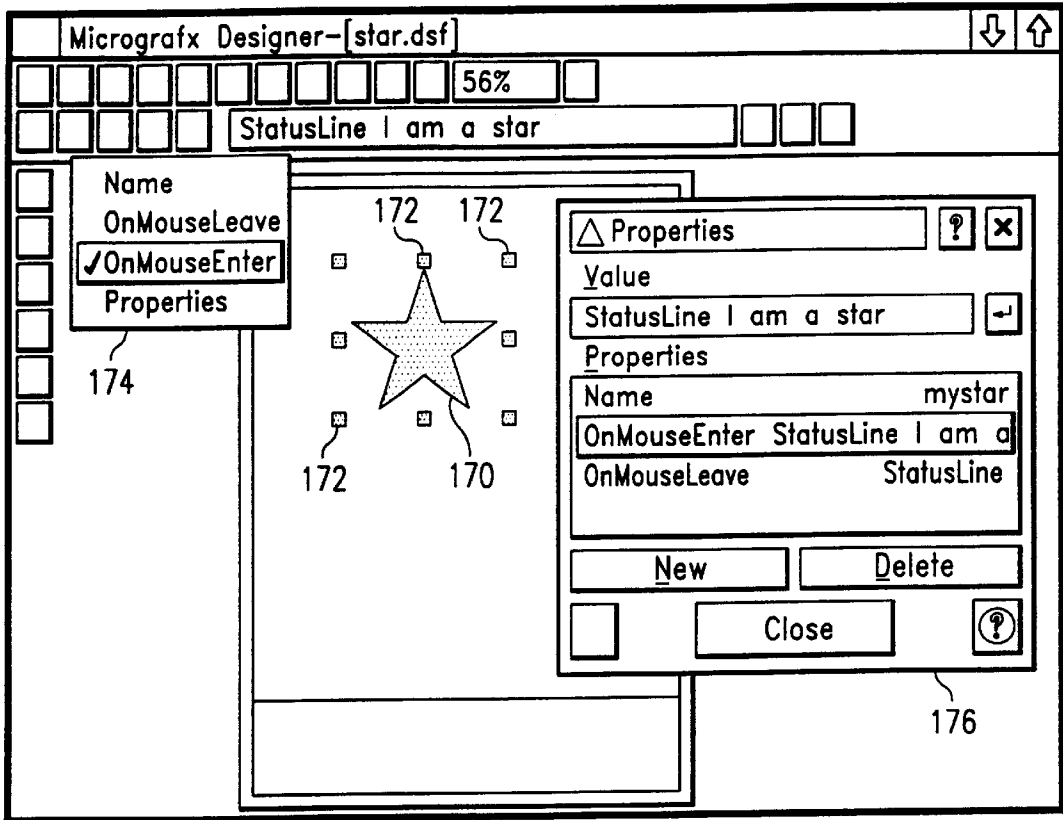 Micrografx Designer-[star.dsf]
56%
StatusLine I am a star
Name
OnMouseLeave
✓OnMouseEnter
Properties
174
172 172
172
170
Properties ? ×
Value
StatusLine I am a star
Properties
Name mystar
OnMouseEnter StatusLine I am a
OnMouseLeave StatusLine
New Delete
Close ?
176